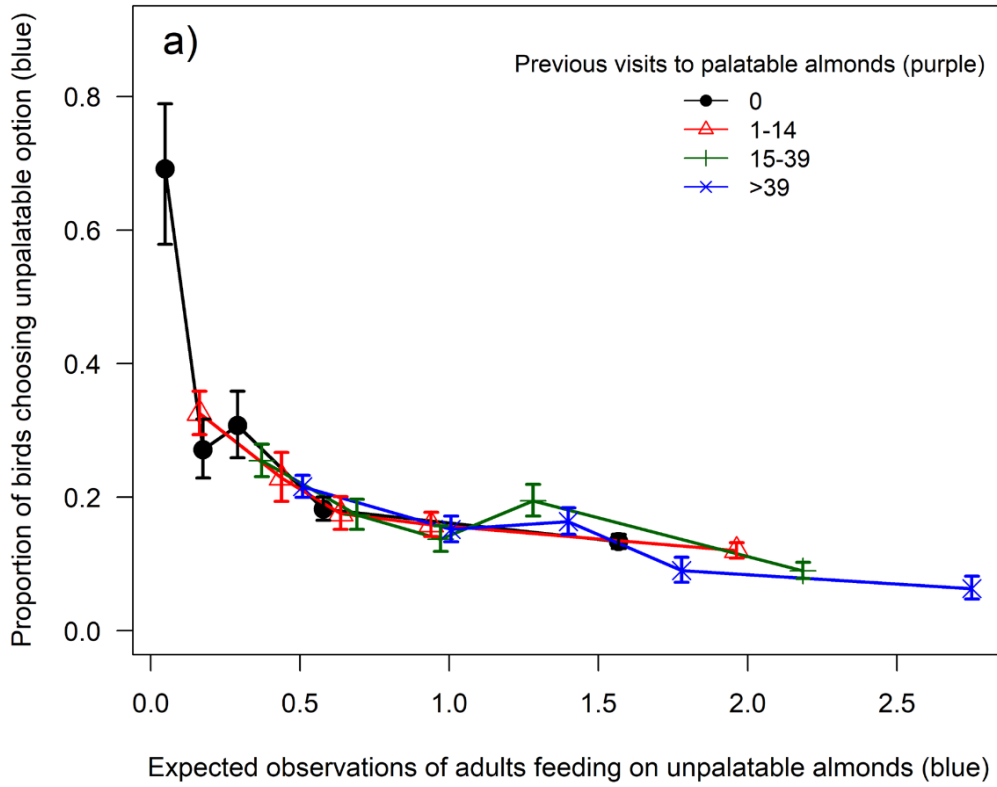 a)
Previous visits to palatable almonds (purple)
0
1-14
15-39
>39
Proportion of birds choosing unpalatable option (blue)
0.8
0.6
0.4
0.2
0.0
0.0 0.5 1.0 1.5 2.0 2.5
Expected observations of adults feeding on unpalatable almonds (blue)